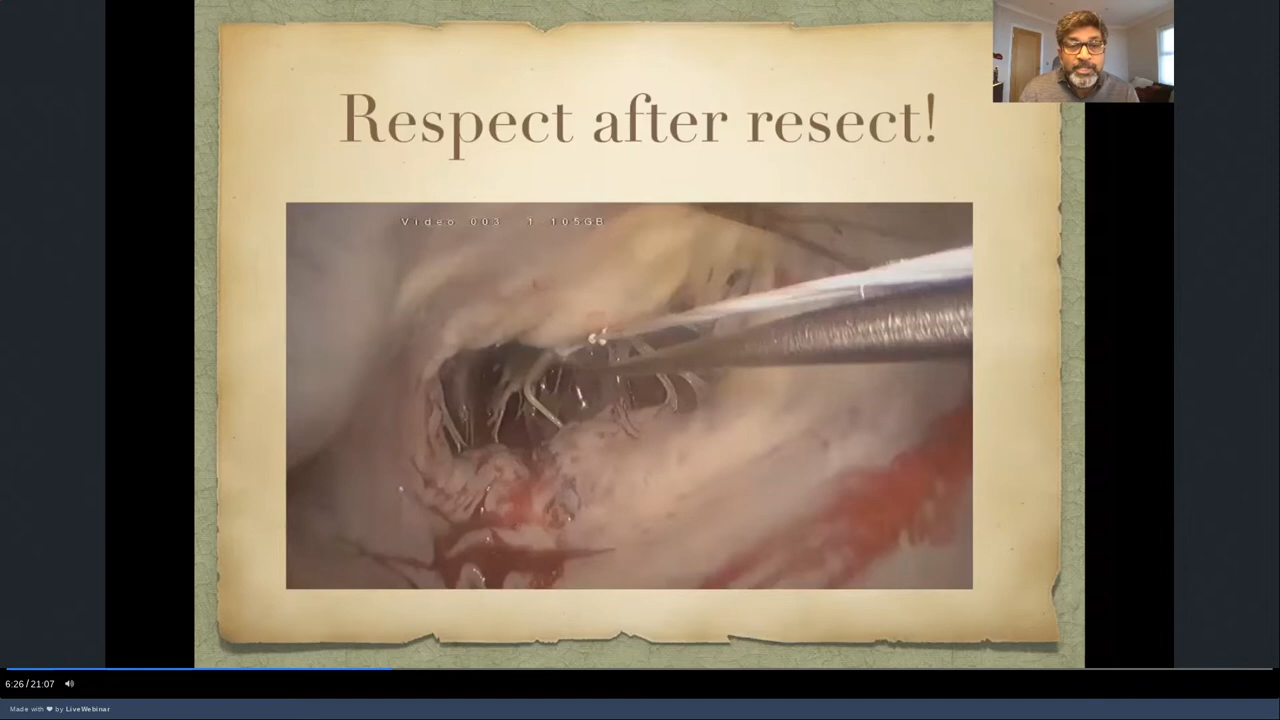 Respect after resect!
Video 003 1.105GB
6:26 / 21:07
Made with ❤ by LiveWebinar